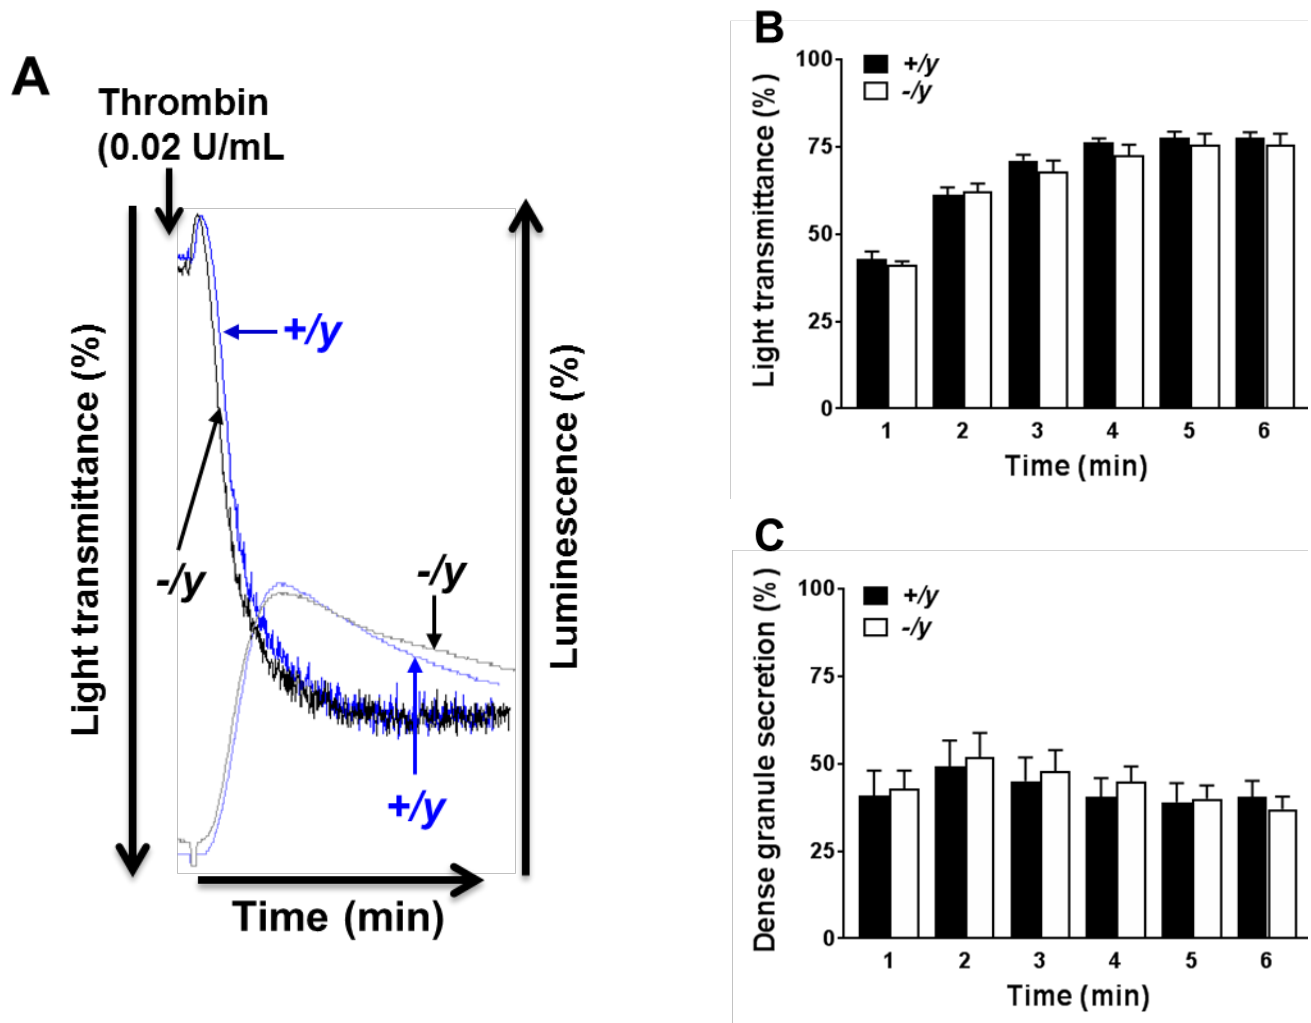 A
Thrombin
(0.02 U/mL
Light transmittance (%)
+/y
-/y
-/y
+/y
Luminescence (%)
Time (min)
B
Light transmittance (%)
100
75
50
25
0
+/y
-/y
1 2 3 4 5 6
Time (min)
C
Dense granule secretion (%)
100
75
50
25
0
+/y
-/y
1 2 3 4 5 6
Time (min)